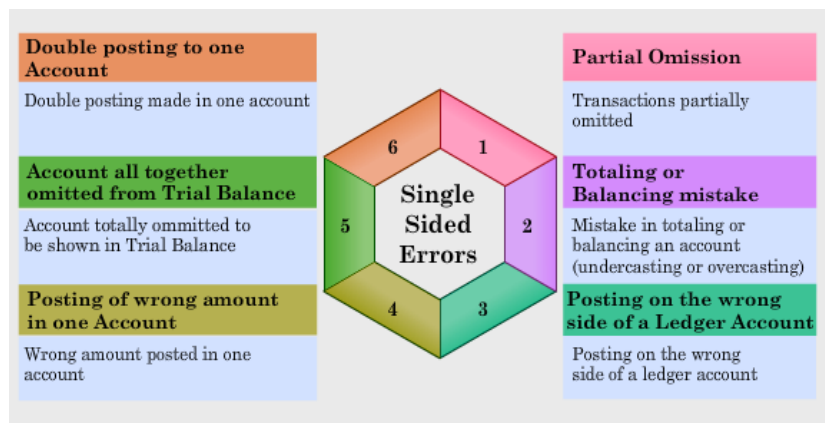 Double posting to one
Account
Double posting made in one account
Account all together
omitted from Trial Balance
Account totally ommitted to
be shown in Trial Balance
Posting of wrong amount
in one Account
Wrong amount posted in one
account
6
1
5
Single
Sided
Errors
2
4
3
Partial Omission
Transactions partially
omitted
Totaling or
Balancing mistake
Mistake in totaling or
balancing an account
(undercasting or overcasting)
Posting on the wrong
side of a Ledger Account
Posting on the wrong
side of a ledger account